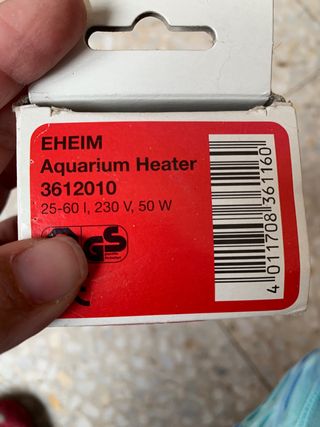 EHEIM
Aquarium Heater
3612010
25-60 l, 230 V, 50 W
GS
4 011708 361160